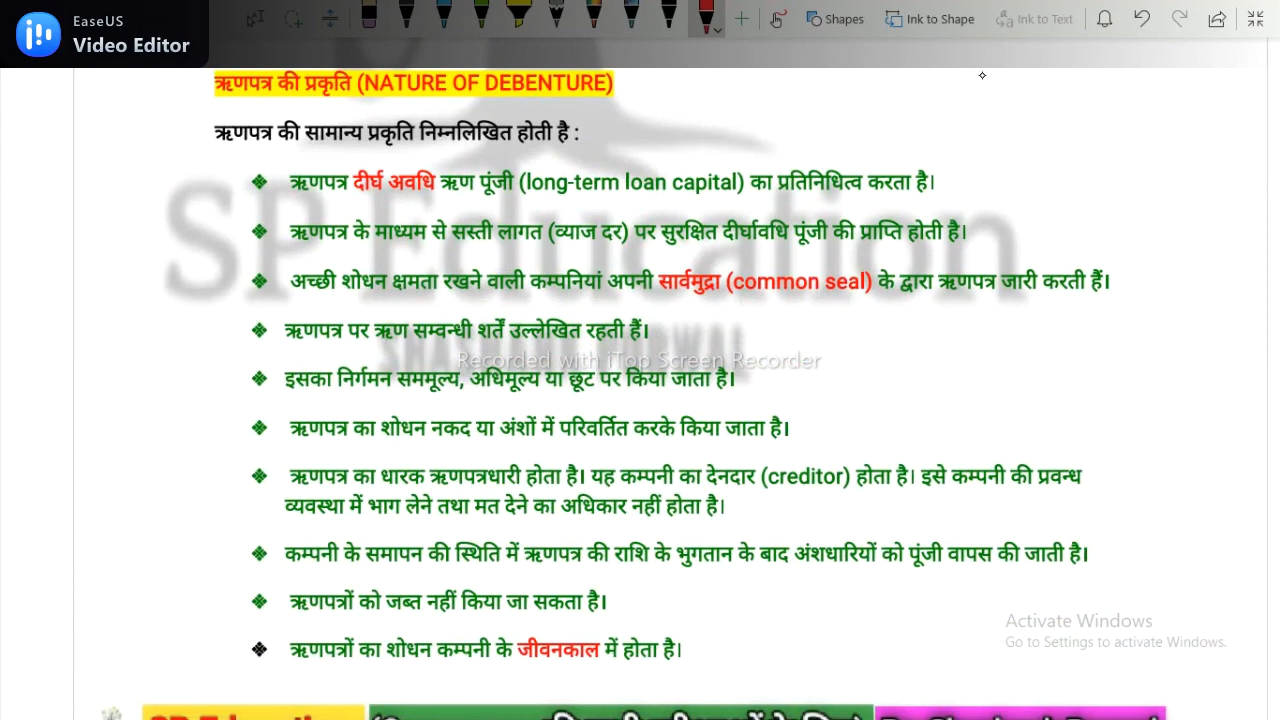 EaseUS
Video Editor
Shapes
Ink to Shape
Ink to Text
ऋणपत्र की प्रकृति (NATURE OF DEBENTURE)
ऋणपत्र की सामान्य प्रकृति निम्नलिखित होती है :
❖ ऋणपत्र दीर्घ अवधि ऋण पूंजी (long-term loan capital) का प्रतिनिधित्व करता है।
❖ ऋणपत्र के माध्यम से सस्ती लागत (व्याज दर) पर सुरक्षित दीर्घावधि पूंजी की प्राप्ति होती है।
❖ अच्छी शोधन क्षमता रखने वाली कम्पनियां अपनी सार्वमुद्रा (common seal) के द्वारा ऋणपत्र जारी करती हैं।
❖ ऋणपत्र पर ऋण सम्वन्धी शर्तें उल्लेखित रहती हैं।
Recorded with iTop Screen Recorder
❖ इसका निर्गमन सममूल्य, अधिमूल्य या छूट पर किया जाता है।
❖ ऋणपत्र का शोधन नकद या अंशों में परिवर्तित करके किया जाता है।
❖ ऋणपत्र का धारक ऋणपत्रधारी होता है। यह कम्पनी का देनदार (creditor) होता है। इसे कम्पनी की प्रवन्ध
व्यवस्था में भाग लेने तथा मत देने का अधिकार नहीं होता है।
❖ कम्पनी के समापन की स्थिति में ऋणपत्र की राशि के भुगतान के बाद अंशधारियों को पूंजी वापस की जाती है।
❖ ऋणपत्रों को जब्त नहीं किया जा सकता है।
❖ ऋणपत्रों का शोधन कम्पनी के जीवनकाल में होता है।
SP Education
Activate Windows
Go to Settings to activate Windows.